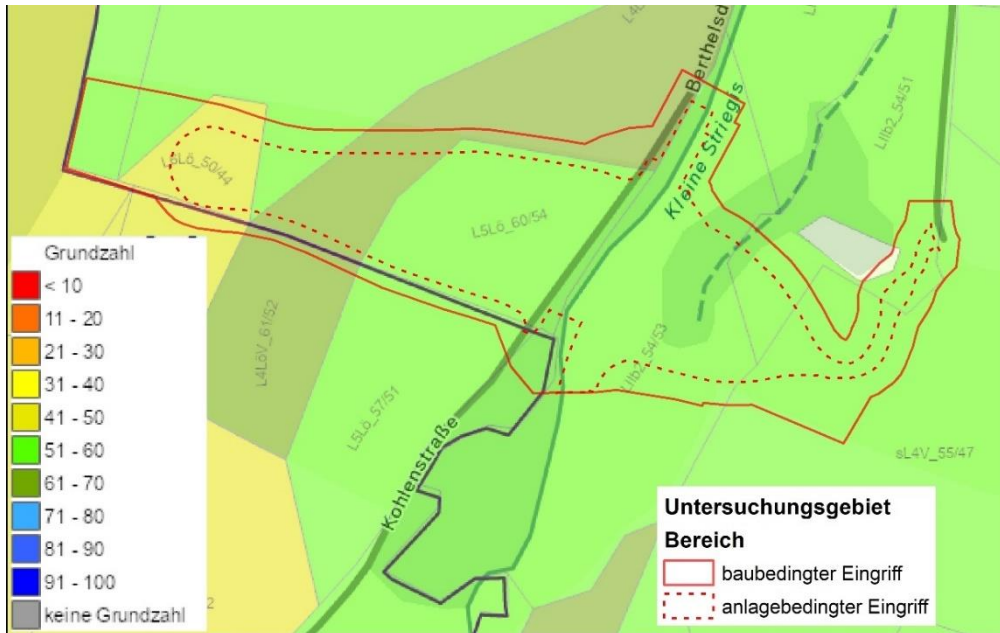 Berthelsd
L5Lö_50/44
LIIb2_54/51
Kleine Striegis
L5Lö_60/54
L4LöV_61/52
L5Lö_57/51
LIIb2_54/53
Kohlenstraße
sL4V_55/47
Grundzahl
< 10
11 - 20
21 - 30
31 - 40
41 - 50
51 - 60
61 - 70
71 - 80
81 - 90
91 - 100
keine Grundzahl
Untersuchungsgebiet
Bereich
baubedingter Eingriff
anlagebedingter Eingriff